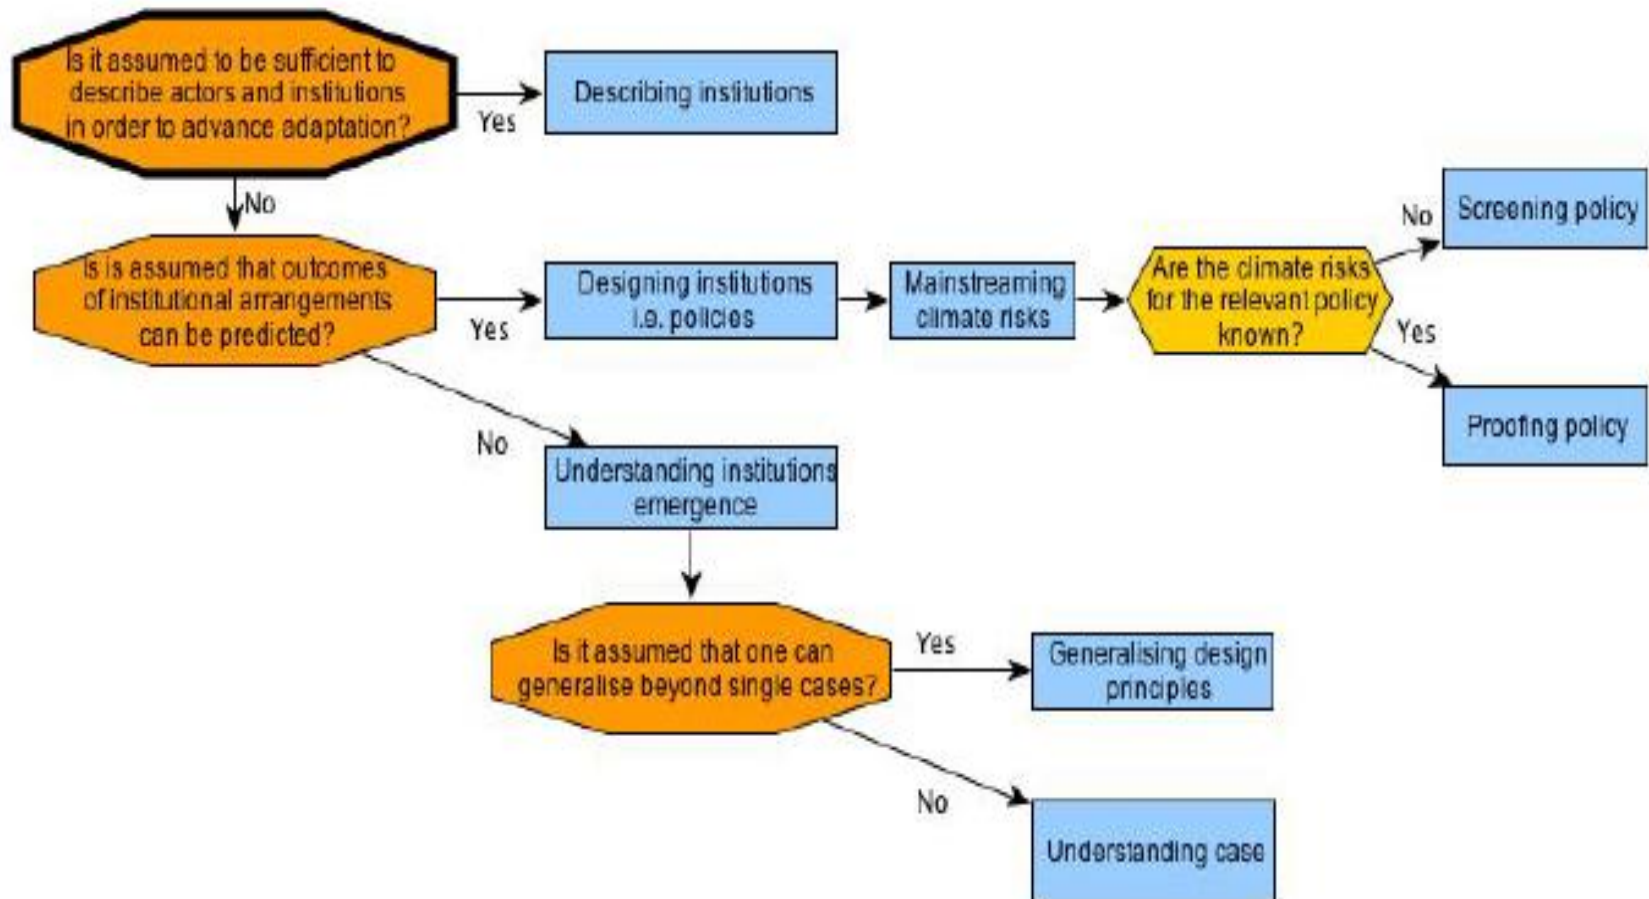 Is it assumed to be sufficient to
describe actors and institutions
in order to advance adaptation?
Yes
Describing institutions
No
Is is assumed that outcomes
of institutional arrangements
can be predicted?
Yes
Designing institutions
i.e. policies
Mainstreaming
climate risks
Are the climate risks
for the relevant policy
known?
No
Screening policy
Yes
Proofing policy
No
Understanding institutions
emergence
Is it assumed that one can
generalise beyond single cases?
Yes
Generalising design
principles
No
Understanding case